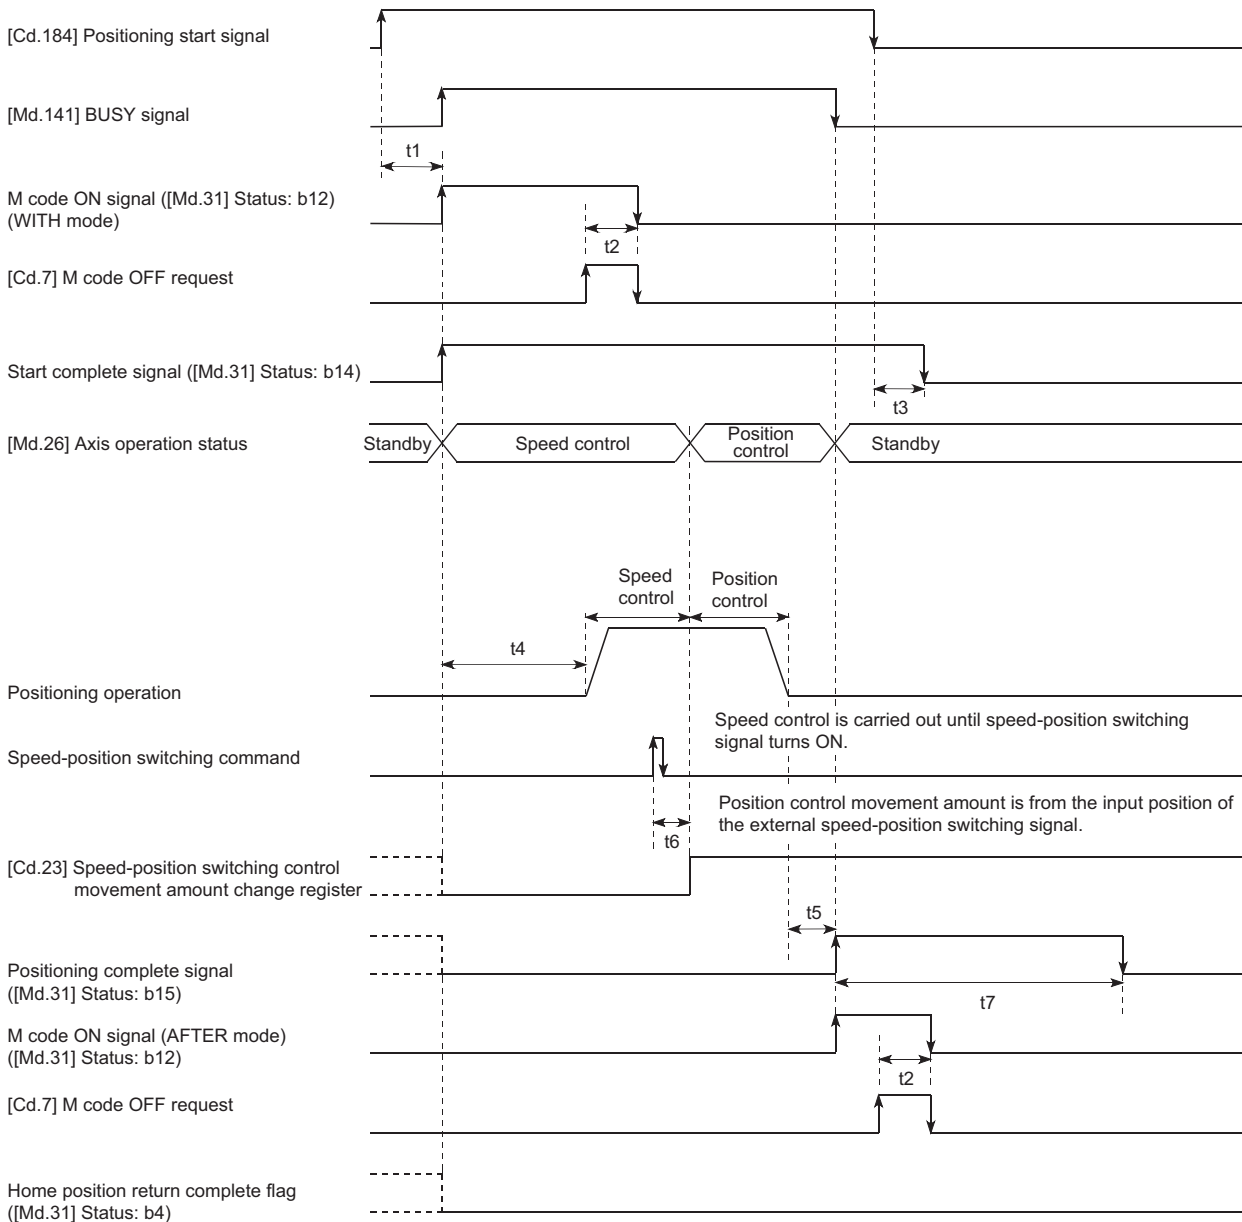 [Cd.184] Positioning start signal
[Md.141] BUSY signal
t1
M code ON signal ([Md.31] Status: b12)
(WITH mode)
t2
[Cd.7] M code OFF request
Start complete signal ([Md.31] Status: b14)
t3
[Md.26] Axis operation status
Standby
Speed control
Position
control
Standby
Speed
control
Position
control
t4
Positioning operation
Speed control is carried out until speed-position switching
signal turns ON.
Speed-position switching command
Position control movement amount is from the input position of
the external speed-position switching signal.
t6
[Cd.23] Speed-position switching control
movement amount change register
t5
Positioning complete signal
([Md.31] Status: b15)
t7
M code ON signal (AFTER mode)
([Md.31] Status: b12)
t2
[Cd.7] M code OFF request
Home position return complete flag
([Md.31] Status: b4)